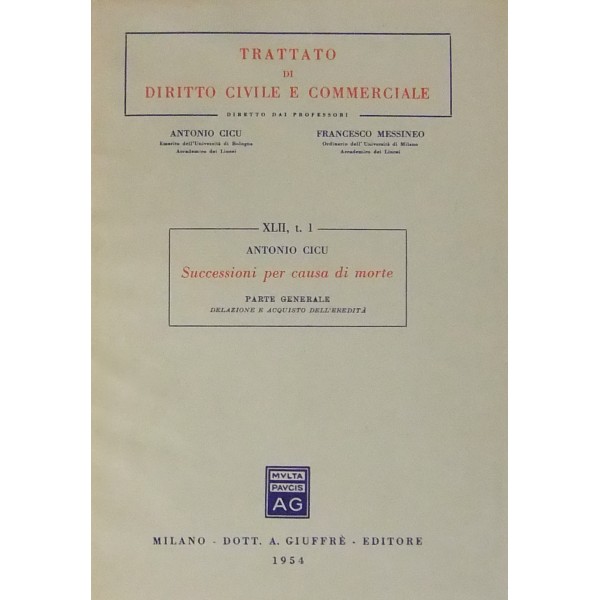 TRATTATO
DI
DIRITTO CIVILE E COMMERCIALE
DIRETTO DAI PROFESSORI
ANTONIO CICU
Emerito dell'Università di Bologna
Accademico dei Lincei
FRANCESCO MESSINEO
Ordinario dell'Università di Milano
Accademico dei Lincei
XLII, t. 1
ANTONIO CICU
Successioni per causa di morte
PARTE GENERALE
DELAZIONE E ACQUISTO DELL'EREDITÀ
MVLTA
PAVCIS
AG
MILANO - DOTT. A. GIUFFRÈ - EDITORE
1954